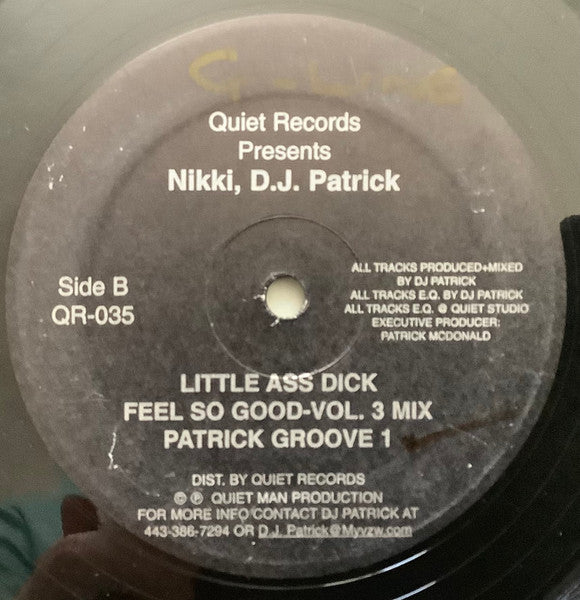 Quiet Records
Presents
Nikki, D.J. Patrick
Side B
QR-035
ALL TRACKS PRODUCED+MIXED
BY DJ PATRICK
ALL TRACKS E.Q. BY DJ PATRICK
ALL TRACKS E.Q. @ QUIET STUDIO
EXECUTIVE PRODUCER:
PATRICK MCDONALD
LITTLE ASS DICK
FEEL SO GOOD-VOL. 3 MIX
PATRICK GROOVE 1
DIST. BY QUIET RECORDS
© ℗ QUIET MAN PRODUCTION
FOR MORE INFO CONTACT DJ PATRICK AT
443-386-7294 OR D.J. Patrick@Myvzw.com